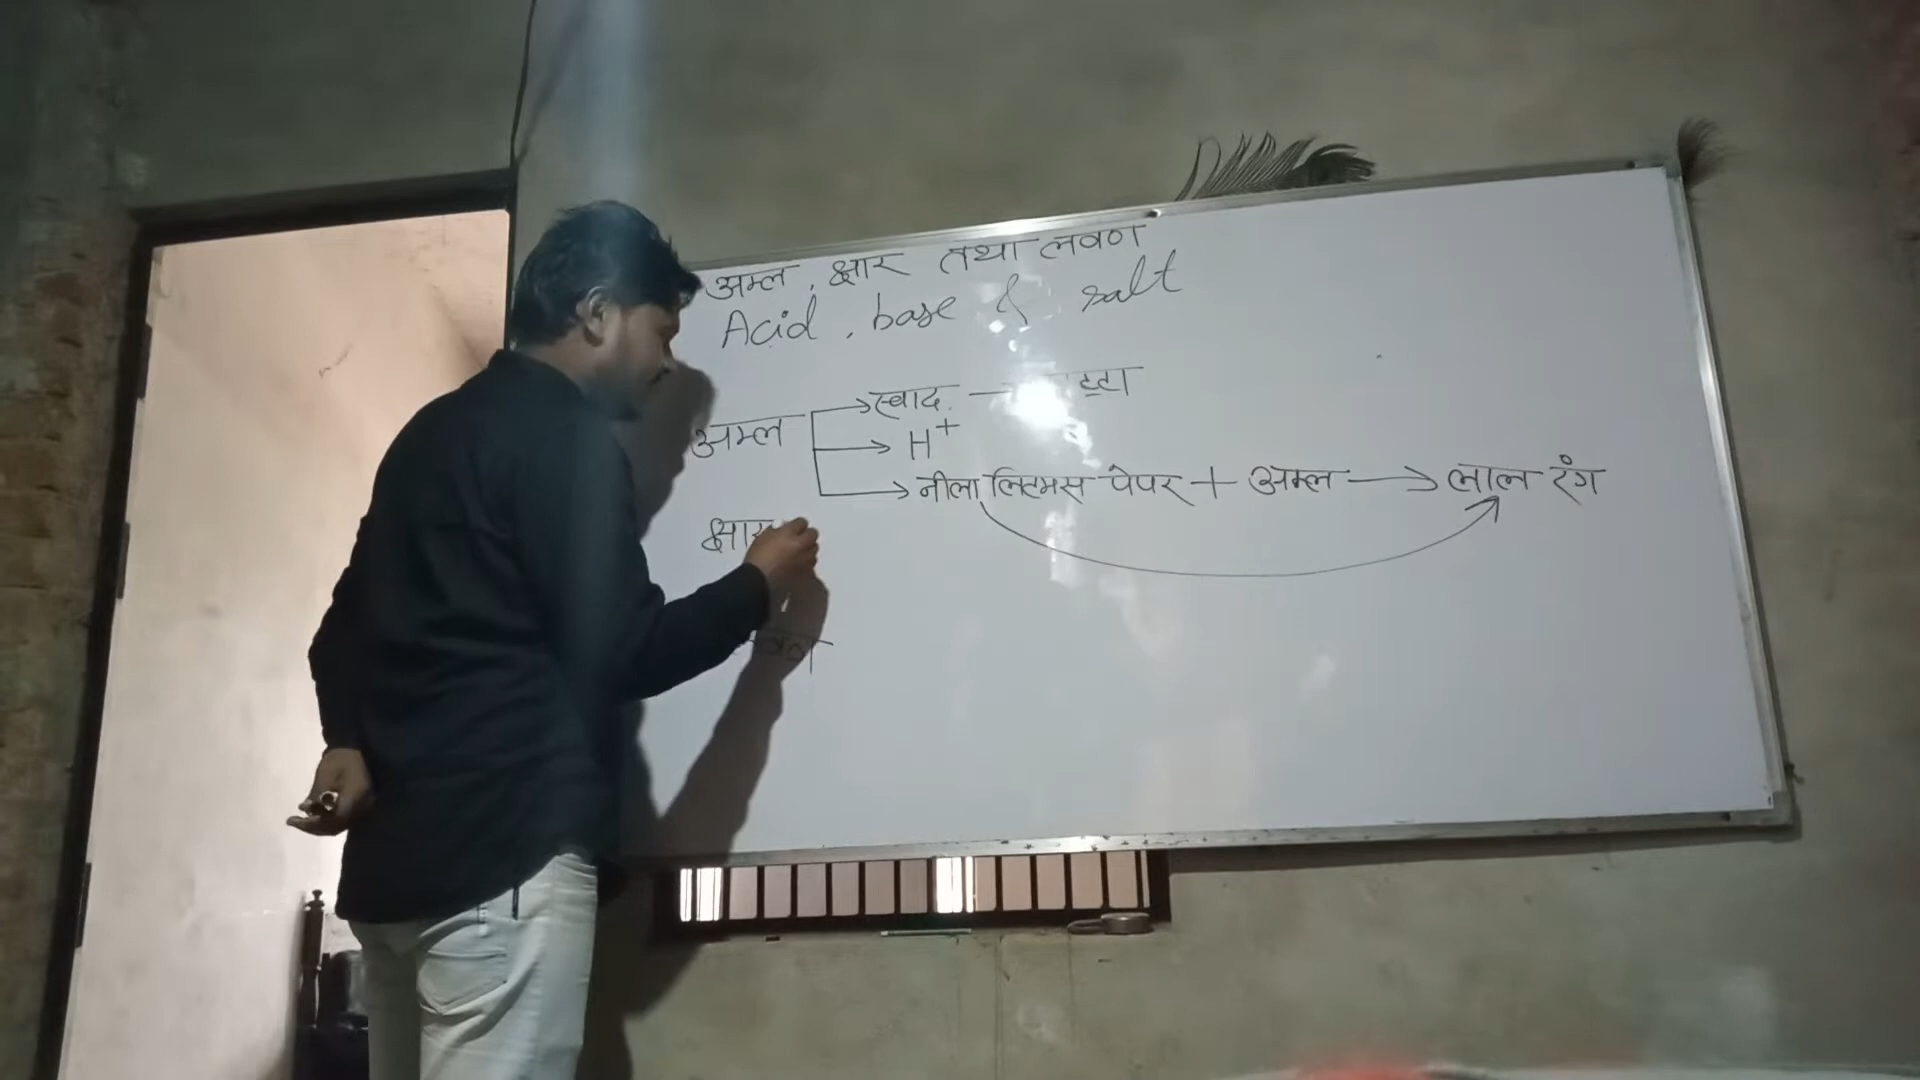 अम्ल, क्षार तथा लवण
Acid, base & salt
अम्ल → स्वाद →
→ H⁺
→ नीला लिटमस पेपर + अम्ल → लाल रंग
क्षार